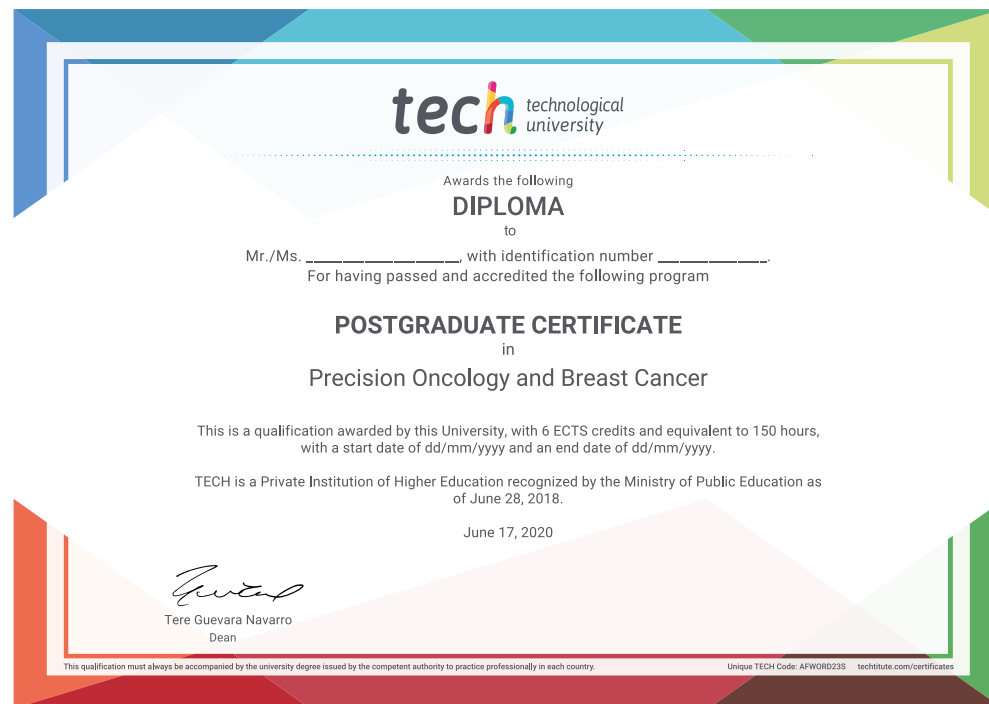 tech technological
university
Awards the following
DIPLOMA
to
Mr./Ms. ____________________, with identification number ______________.
For having passed and accredited the following program
POSTGRADUATE CERTIFICATE
in
Precision Oncology and Breast Cancer
This is a qualification awarded by this University, with 6 ECTS credits and equivalent to 150 hours,
with a start date of dd/mm/yyyy and an end date of dd/mm/yyyy.
TECH is a Private Institution of Higher Education recognized by the Ministry of Public Education as
of June 28, 2018.
June 17, 2020
Tere Guevara Navarro
Dean
This qualification must always be accompanied by the university degree issued by the competent authority to practice professionally in each country.
Unique TECH Code: AFWORD23S techtitute.com/certificates